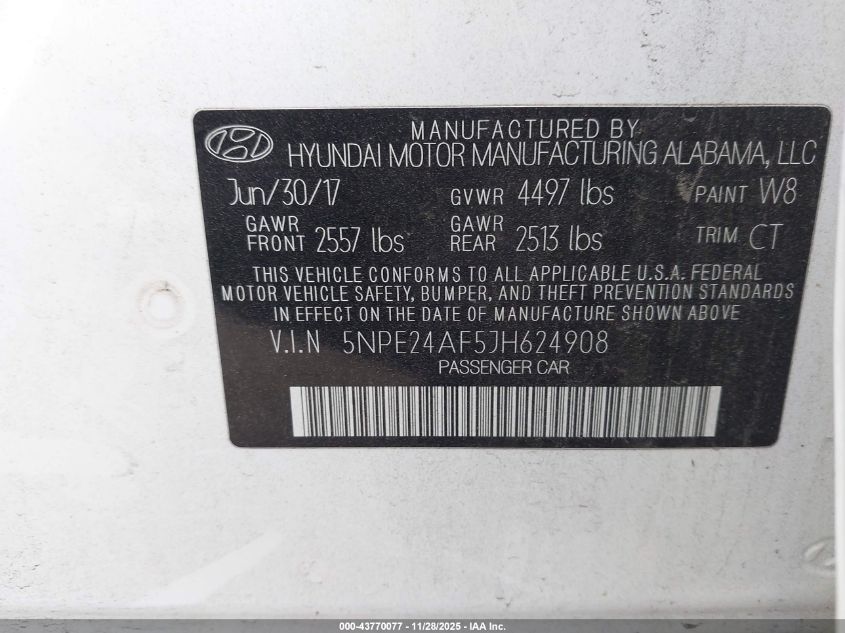 MANUFACTURED BY
HYUNDAI MOTOR MANUFACTURING ALABAMA, LLC
Jun/30/17 GVWR 4497 lbs PAINT W8
GAWR FRONT 2557 lbs GAWR REAR 2513 lbs TRIM CT
THIS VEHICLE CONFORMS TO ALL APPLICABLE U.S.A. FEDERAL
MOTOR VEHICLE SAFETY, BUMPER, AND THEFT PREVENTION STANDARDS
IN EFFECT ON THE DATE OF MANUFACTURE SHOWN ABOVE
V.I.N 5NPE24AF5JH624908
PASSENGER CAR
000-43770077 | 11/28/2025 | IAA Inc.